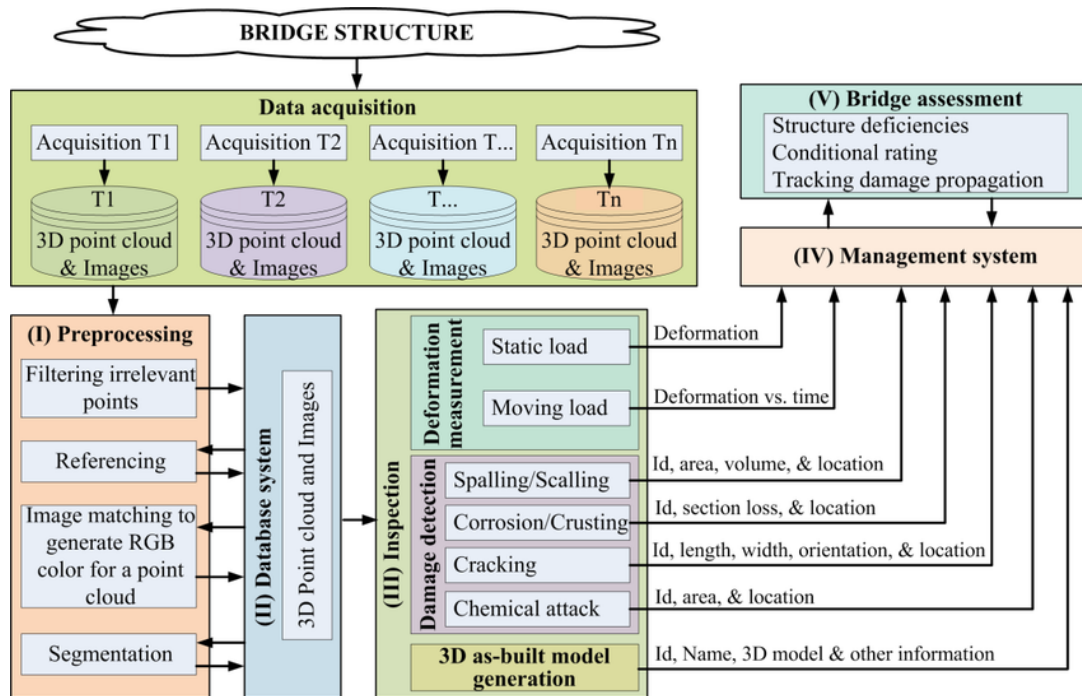 BRIDGE STRUCTURE
Data acquisition
Acquisition T1
Acquisition T2
Acquisition T...
Acquisition Tn
T1
3D point cloud
& Images
T2
3D point cloud
& Images
T...
3D point cloud
& Images
Tn
3D point cloud
& Images
(I) Preprocessing
Filtering irrelevant
points
Referencing
Image matching to
generate RGB
color for a point
cloud
Segmentation
(II) Database system
3D Point cloud and Images
(III) Inspection
Deformation
measurement
Static load
Moving load
Damage detection
Spalling/Scalling
Corrosion/Crusting
Cracking
Chemical attack
3D as-built model
generation
Deformation
Deformation vs. time
Id, area, volume, & location
Id, section loss, & location
Id, length, width, orientation, & location
Id, area, & location
Id, Name, 3D model & other information
(IV) Management system
(V) Bridge assessment
Structure deficiencies
Conditional rating
Tracking damage propagation